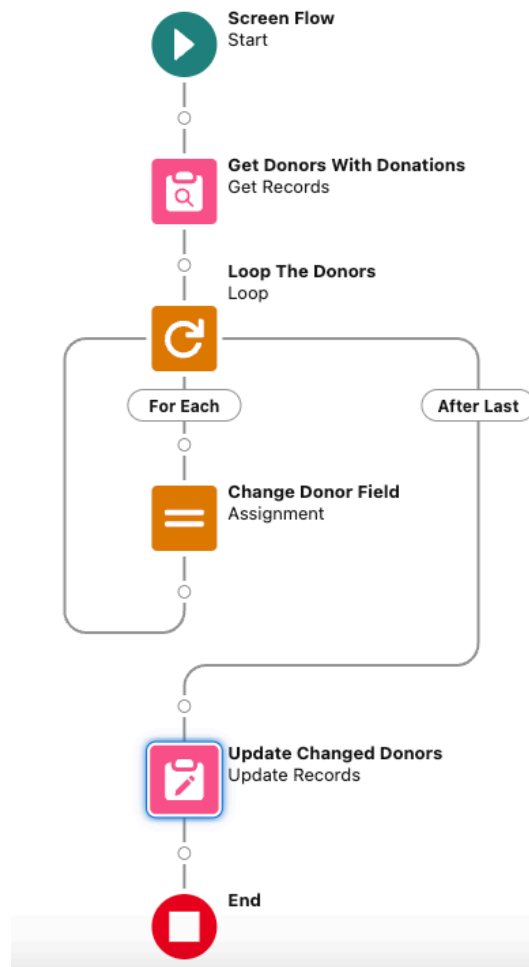 Screen Flow
Start
Get Donors With Donations
Get Records
Loop The Donors
Loop
For Each
After Last
Change Donor Field
Assignment
Update Changed Donors
Update Records
End